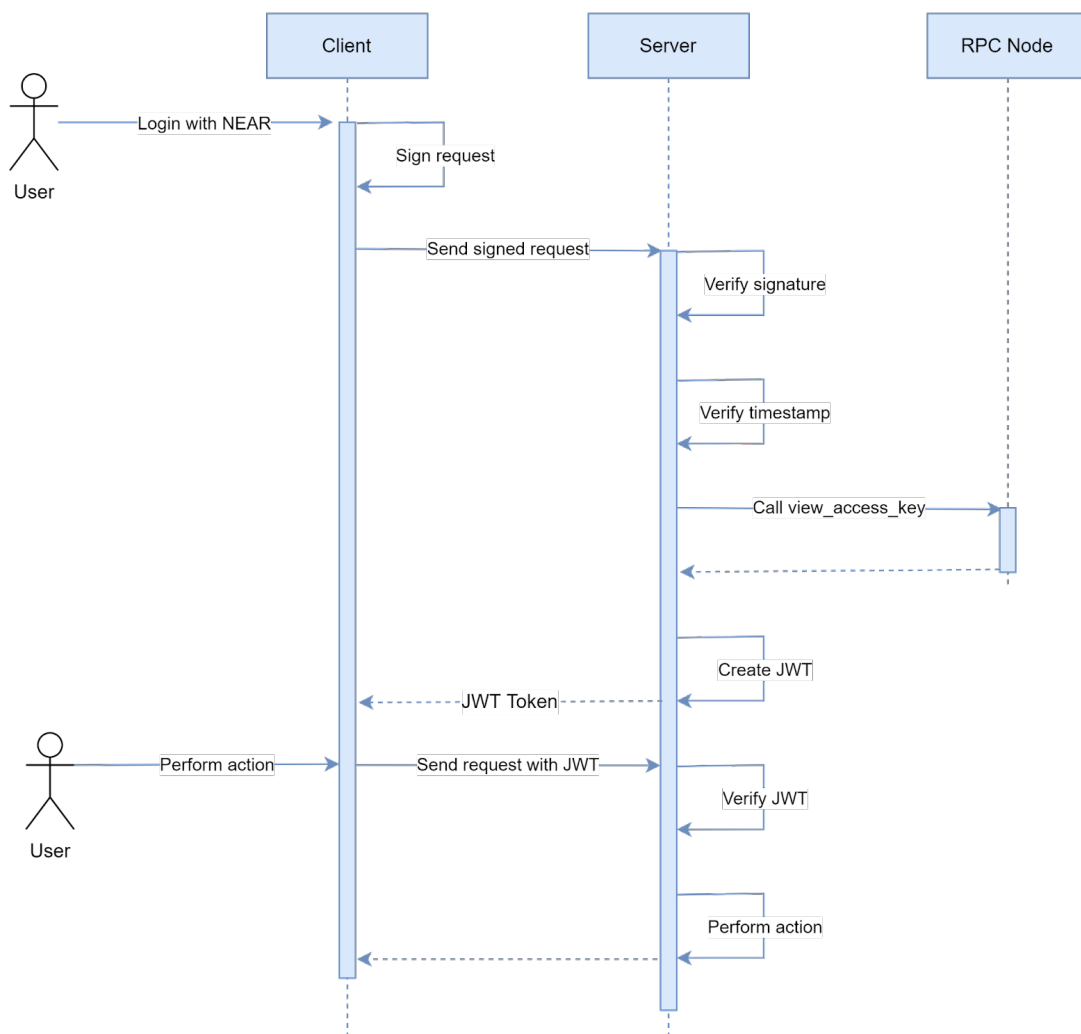 Client
Server
RPC Node
Login with NEAR
User
Sign request
Send signed request
Verify signature
Verify timestamp
Call view_access_key
Create JWT
JWT Token
Perform action
User
Send request with JWT
Verify JWT
Perform action